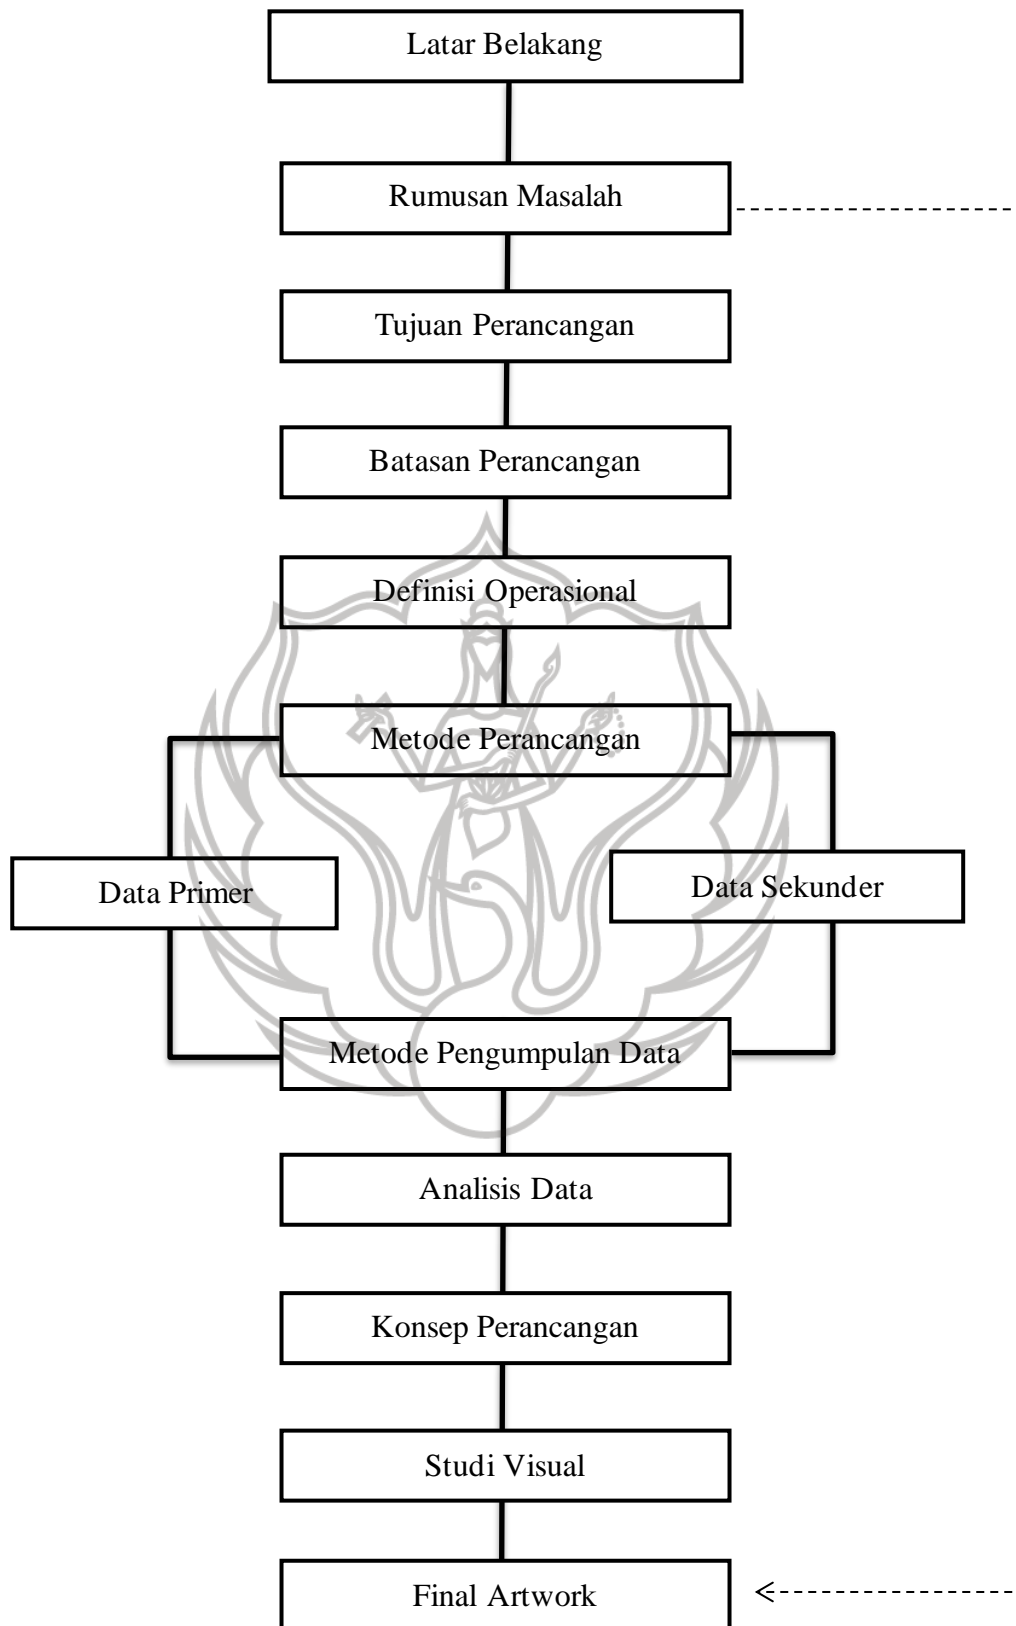 Latar Belakang
Rumusan Masalah
Tujuan Perancangan
Batasan Perancangan
Definisi Operasional
Metode Perancangan
Data Primer
Data Sekunder
Metode Pengumpulan Data
Analisis Data
Konsep Perancangan
Studi Visual
Final Artwork